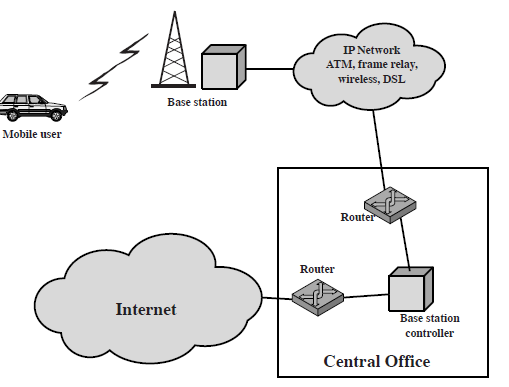 IP Network
ATM, frame relay,
wireless, DSL
Base station
Mobile user
Router
Router
Internet
Base station
controller
Central Office